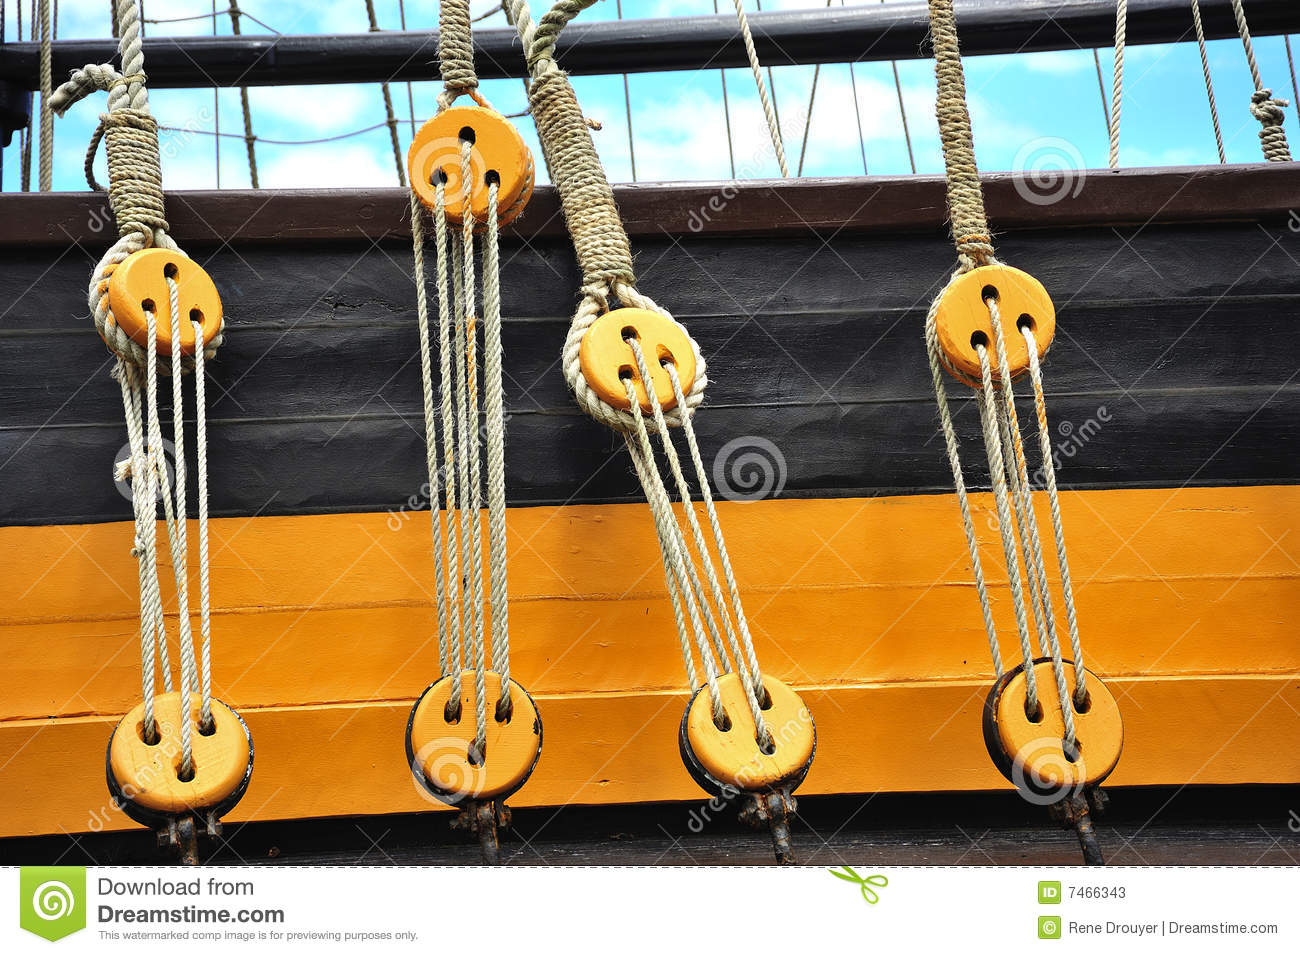 Download from
Dreamstime.com
This watermarked comp image is for previewing purposes only.
ID 7466343
© Rene Drouyer | Dreamstime.com